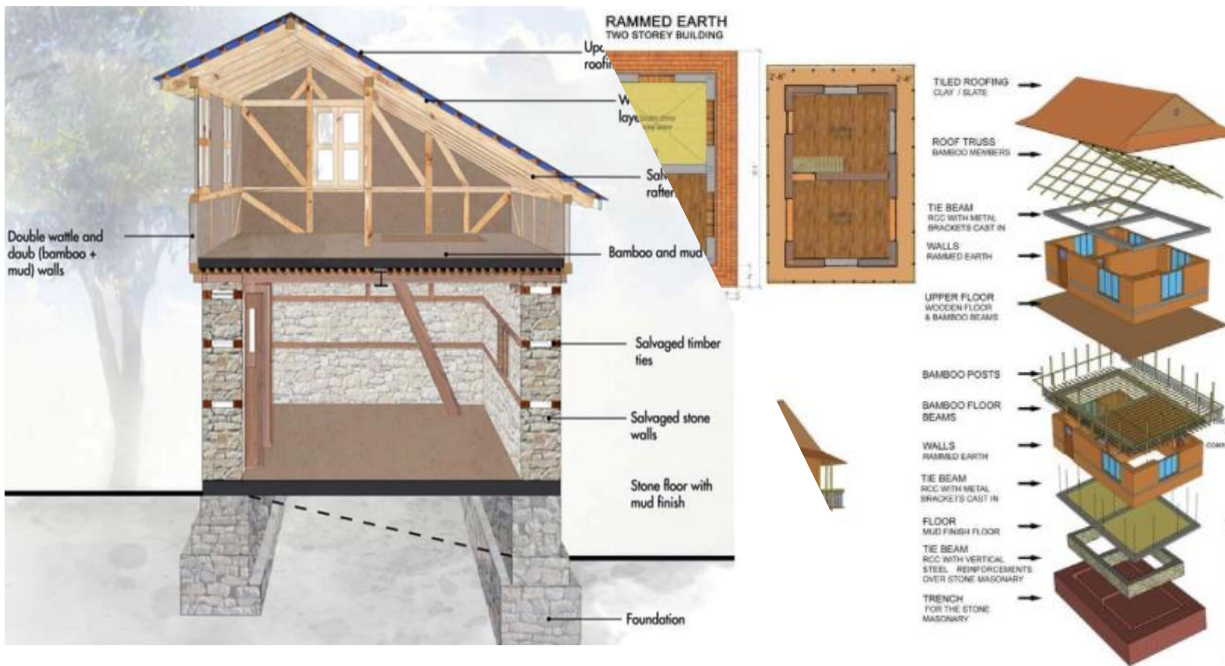 RAMMED EARTH
TWO STOREY BUILDING
Double wattle and
daub (bamboo +
mud) walls
Bamboo and mud
Salvaged timber
ties
Salvaged stone
walls
Stone floor with
mud finish
Foundation
2'-6"
2'-6"
TILED ROOFING
CLAY / SLATE
ROOF TRUSS
BAMBOO MEMBERS
TIE BEAM
RCC WITH METAL
BRACKETS CAST IN
WALLS
RAMMED EARTH
UPPER FLOOR
WOODEN FLOOR
& BAMBOO BEAMS
BAMBOO POSTS
BAMBOO FLOOR
BEAMS
WALLS
RAMMED EARTH
TIE BEAM
RCC WITH METAL
BRACKETS CAST IN
FLOOR
MUD FINISH FLOOR
TIE BEAM
RCC WITH VERTICAL
STEEL REINFORCEMENTS
OVER STONE MASONARY
TRENCH
FOR THE STONE
MASONARY